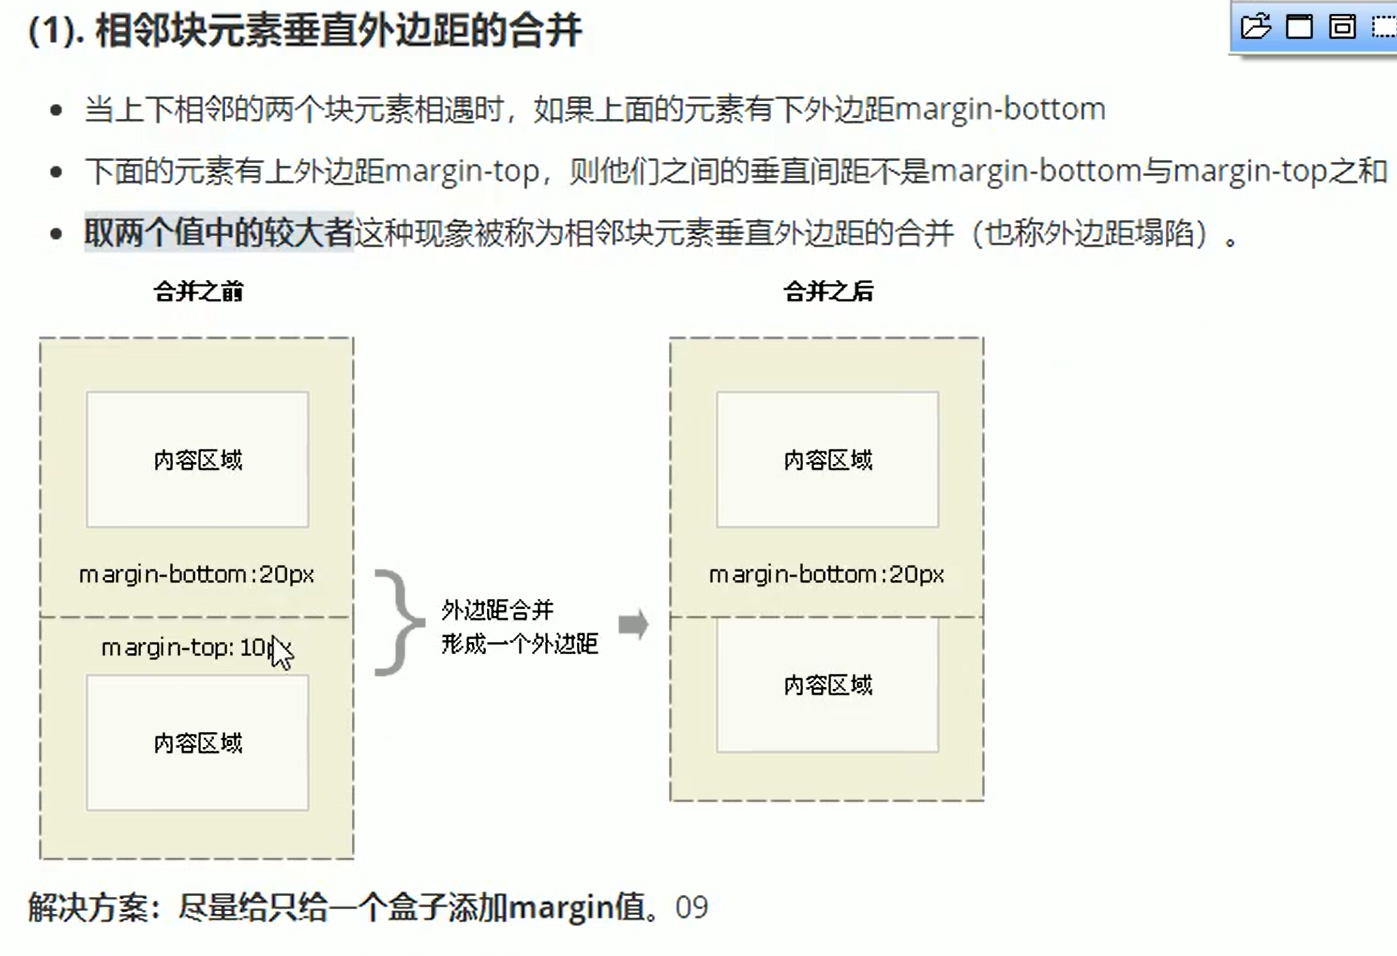 (1). 相邻块元素垂直外边距的合并
当上下相邻的两个块元素相遇时，如果上面的元素有下外边距margin-bottom
下面的元素有上外边距margin-top，则他们之间的垂直间距不是margin-bottom与margin-top之和
取两个值中的较大者这种现象被称为相邻块元素垂直外边距的合并（也称外边距塌陷）。
合并之前
合并之后
内容区域
内容区域
margin-bottom:20px
margin-bottom:20px
外边距合并
形成一个外边距
margin-top: 10px
内容区域
内容区域
解决方案：尽量给只给一个盒子添加margin值。09